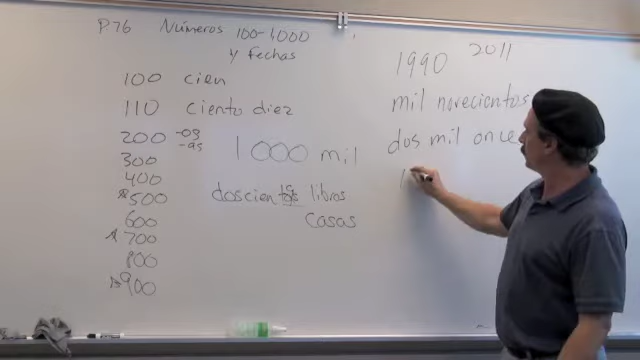 P76 Números 100-1000
y fechas
100 cien
110 ciento diez
200 -os
-as
300
400
500
600
700
800
900
1000 mil
doscientos libros
casas
1990 2011
mil novecientos
dos mil once
1